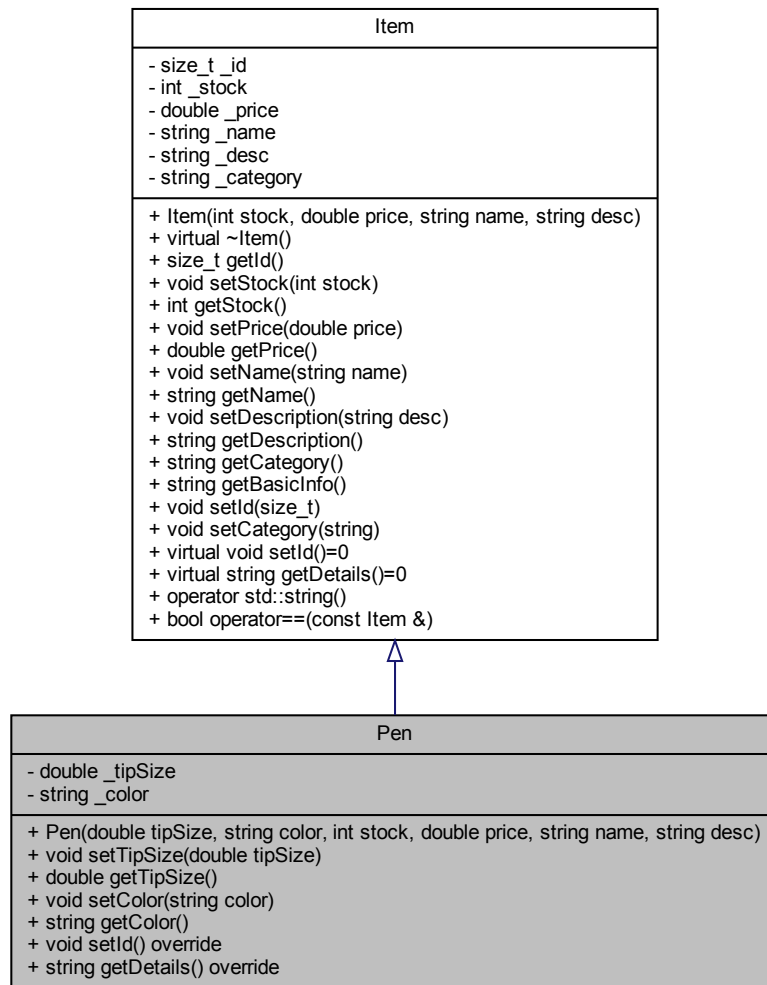 Item
- size_t _id
- int _stock
- double _price
- string _name
- string _desc
- string _category
+ Item(int stock, double price, string name, string desc)
+ virtual ~Item()
+ size_t getId()
+ void setStock(int stock)
+ int getStock()
+ void setPrice(double price)
+ double getPrice()
+ void setName(string name)
+ string getName()
+ void setDescription(string desc)
+ string getDescription()
+ string getCategory()
+ string getBasicInfo()
+ void setId(size_t)
+ void setCategory(string)
+ virtual void setId()=0
+ virtual string getDetails()=0
+ operator std::string()
+ bool operator==(const Item &)
Pen
- double _tipSize
- string _color
+ Pen(double tipSize, string color, int stock, double price, string name, string desc)
+ void setTipSize(double tipSize)
+ double getTipSize()
+ void setColor(string color)
+ string getColor()
+ void setId() override
+ string getDetails() override